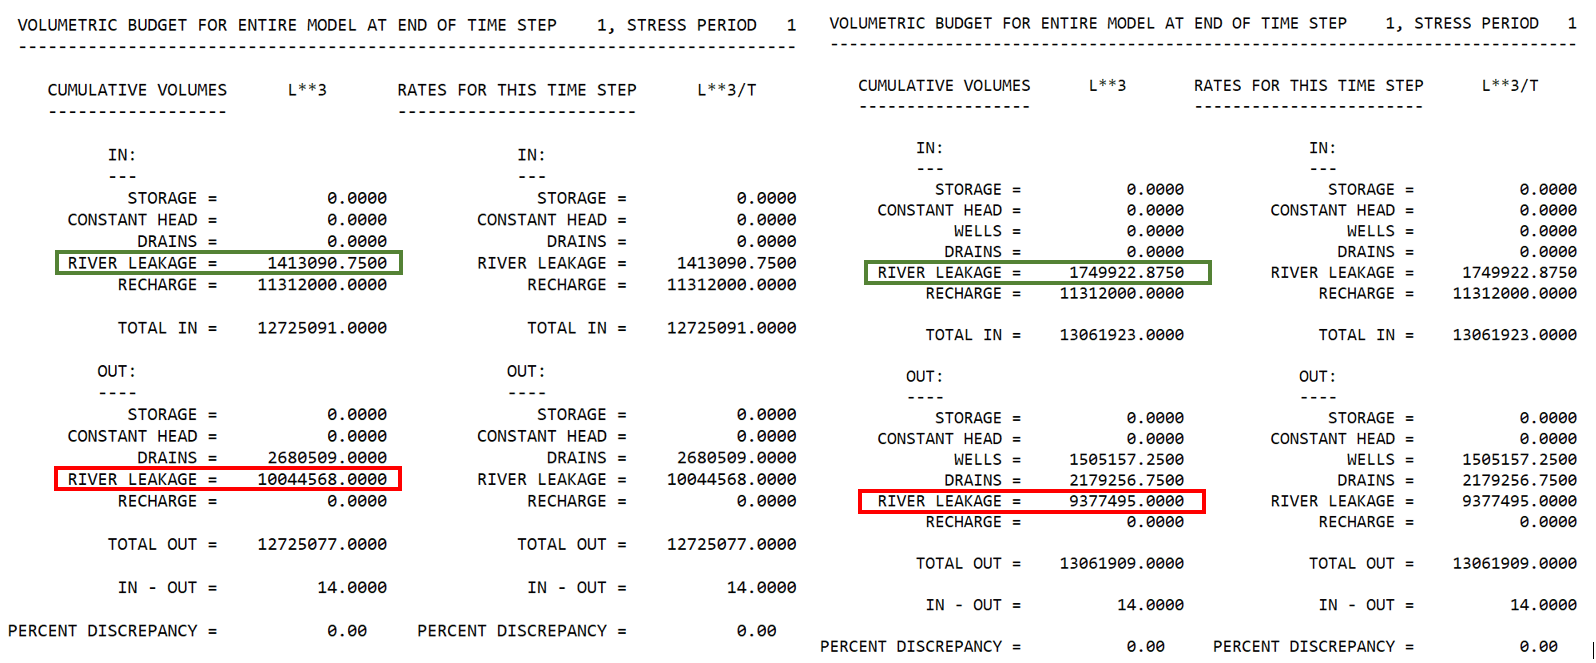 VOLUMETRIC BUDGET FOR ENTIRE MODEL AT END OF TIME STEP    1, STRESS PERIOD   1
------------------------------------------------------------------------------
CUMULATIVE VOLUMES      L**3       RATES FOR THIS TIME STEP      L**3/T
------------------                 ------------------------
IN:                                      IN:
---                                      ---
STORAGE =           0.0000               STORAGE =           0.0000
CONSTANT HEAD =           0.0000         CONSTANT HEAD =           0.0000
DRAINS =           0.0000                DRAINS =           0.0000
RIVER LEAKAGE =     1413090.7500         RIVER LEAKAGE =     1413090.7500
RECHARGE =    11312000.0000              RECHARGE =    11312000.0000
TOTAL IN =    12725091.0000              TOTAL IN =    12725091.0000
OUT:                                     OUT:
----                                     ----
STORAGE =           0.0000               STORAGE =           0.0000
CONSTANT HEAD =           0.0000         CONSTANT HEAD =           0.0000
DRAINS =     2680509.0000                DRAINS =     2680509.0000
RIVER LEAKAGE =    10044568.0000         RIVER LEAKAGE =    10044568.0000
RECHARGE =           0.0000              RECHARGE =           0.0000
TOTAL OUT =    12725077.0000             TOTAL OUT =    12725077.0000
IN - OUT =          14.0000              IN - OUT =          14.0000
PERCENT DISCREPANCY =           0.00     PERCENT DISCREPANCY =           0.00
VOLUMETRIC BUDGET FOR ENTIRE MODEL AT END OF TIME STEP    1, STRESS PERIOD   1
------------------------------------------------------------------------------
CUMULATIVE VOLUMES      L**3       RATES FOR THIS TIME STEP      L**3/T
------------------                 ------------------------
IN:                                      IN:
---                                      ---
STORAGE =           0.0000               STORAGE =           0.0000
CONSTANT HEAD =           0.0000         CONSTANT HEAD =           0.0000
WELLS =           0.0000                 WELLS =           0.0000
DRAINS =           0.0000                DRAINS =           0.0000
RIVER LEAKAGE =     1749922.8750         RIVER LEAKAGE =     1749922.8750
RECHARGE =    11312000.0000              RECHARGE =    11312000.0000
TOTAL IN =    13061923.0000              TOTAL IN =    13061923.0000
OUT:                                     OUT:
----                                     ----
STORAGE =           0.0000               STORAGE =           0.0000
CONSTANT HEAD =           0.0000         CONSTANT HEAD =           0.0000
WELLS =     1505157.2500                 WELLS =     1505157.2500
DRAINS =     2179256.7500                DRAINS =     2179256.7500
RIVER LEAKAGE =     9377495.0000         RIVER LEAKAGE =     9377495.0000
RECHARGE =           0.0000              RECHARGE =           0.0000
TOTAL OUT =    13061909.0000             TOTAL OUT =    13061909.0000
IN - OUT =          14.0000              IN - OUT =          14.0000
PERCENT DISCREPANCY =           0.00     PERCENT DISCREPANCY =           0.00